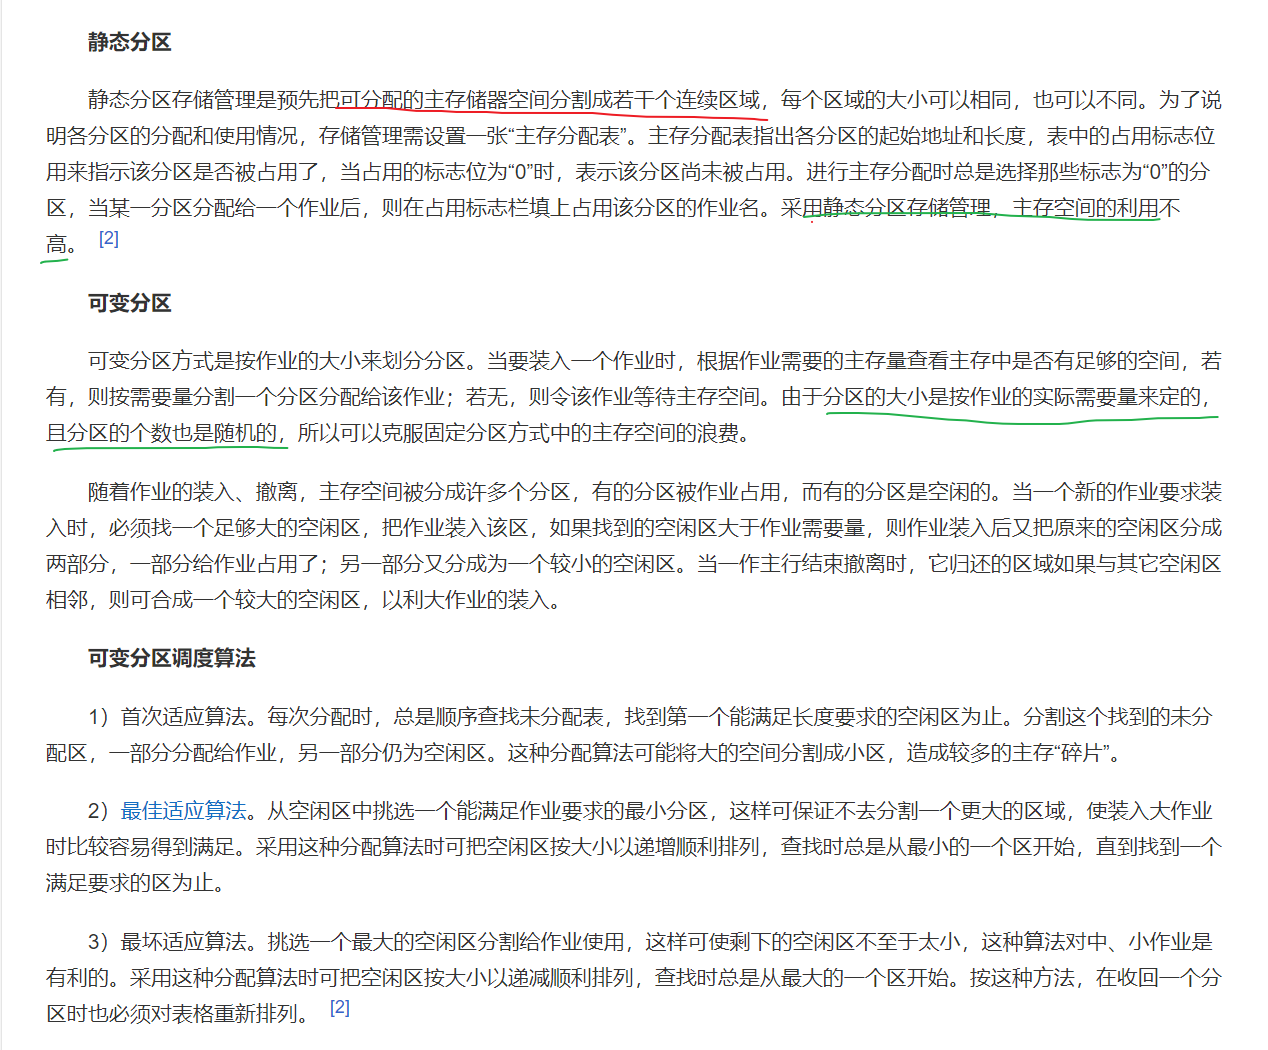 静态分区
静态分区存储管理是预先把可分配的主存储器空间分割成若干个连续区域，每个区域的大小可以相同，也可以不同。为了说
明各分区的分配和使用情况，存储管理需设置一张“主存分配表”。主存分配表指出各分区的起始地址和长度，表中的占用标志位
用来指示该分区是否被占用了，当占用的标志位为“0”时，表示该分区尚未被占用。进行主存分配时总是选择那些标志为“0”的分
区，当某一分区分配给一个作业后，则在占用标志栏填上占用该分区的作业名。采用静态分区存储管理，主存空间的利用不
高。 [2]
可变分区
可变分区方式是按作业的大小来划分分区。当要装入一个作业时，根据作业需要的主存量查看主存中是否有足够的空间，若
有，则按需要量分割一个分区分配给该作业；若无，则令该作业等待主存空间。由于分区的大小是按作业的实际需要量来定的，
且分区的个数也是随机的，所以可以克服固定分区方式中的主存空间的浪费。
随着作业的装入、撤离，主存空间被分成许多个分区，有的分区被作业占用，而有的分区是空闲的。当一个新的作业要求装
入时，必须找一个足够大的空闲区，把作业装入该区，如果找到的空闲区大于作业需要量，则作业装入后又把原来的空闲区分成
两部分，一部分给作业占用了；另一部分又分成为一个较小的空闲区。当一作主行结束撤离时，它归还的区域如果与其它空闲区
相邻，则可合成一个较大的空闲区，以利大作业的装入。
可变分区调度算法
1）首次适应算法。每次分配时，总是顺序查找未分配表，找到第一个能满足长度要求的空闲区为止。分割这个找到的未分
配区，一部分分配给作业，另一部分仍为空闲区。这种分配算法可能将大的空间分割成小区，造成较多的主存“碎片”。
2）最佳适应算法。从空闲区中挑选一个能满足作业要求的最小分区，这样可保证不去分割一个更大的区域，使装入大作业
时比较容易得到满足。采用这种分配算法时可把空闲区按大小以递增顺利排列，查找时总是从最小的一个区开始，直到找到一个
满足要求的区为止。
3）最坏适应算法。挑选一个最大的空闲区分割给作业使用，这样可使剩下的空闲区不至于太小，这种算法对中、小作业是
有利的。采用这种分配算法时可把空闲区按大小以递减顺利排列，查找时总是从最大的一个区开始。按这种方法，在收回一个分
区时也必须对表格重新排列。 [2]